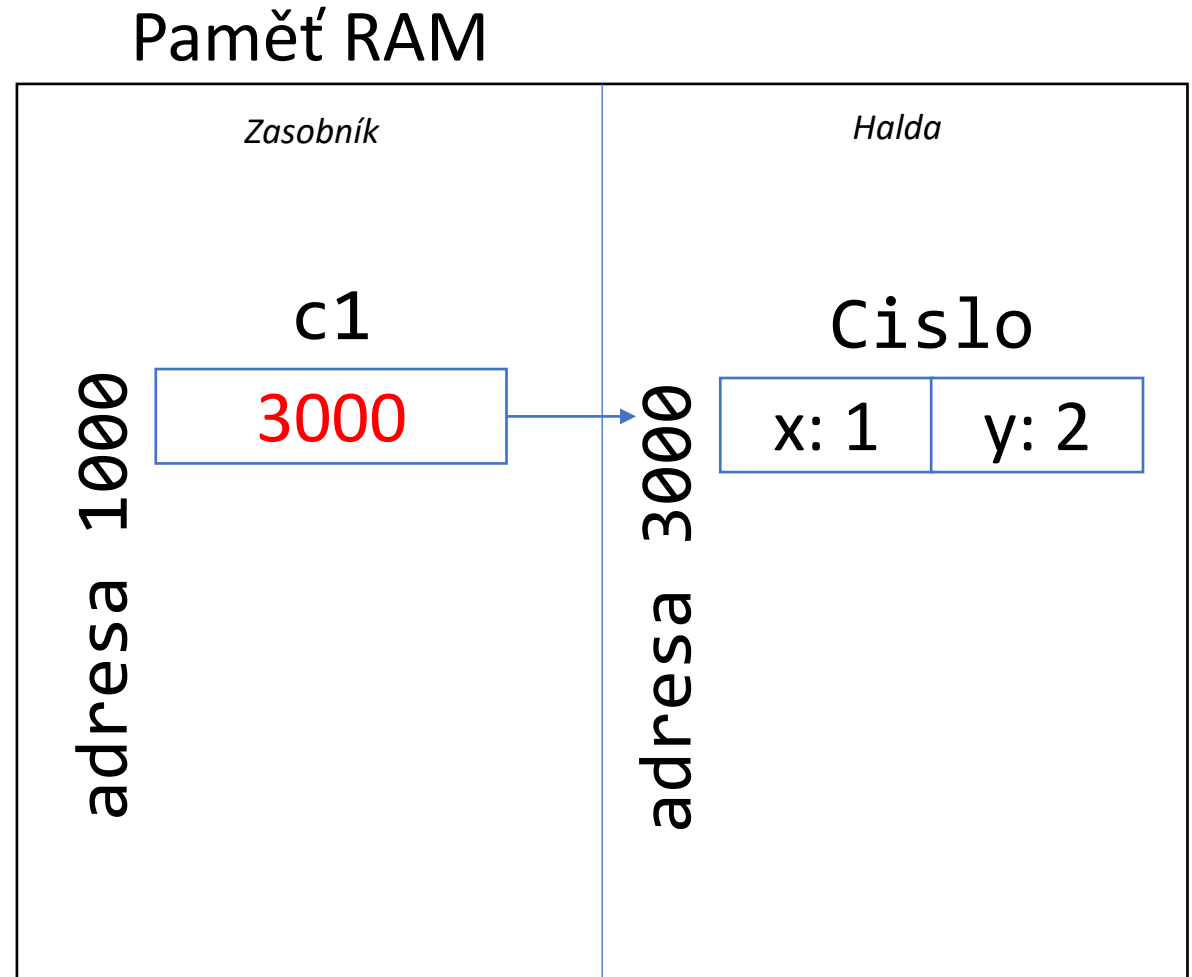 Paměť RAM
Zasobník
Halda
c1
Cislo
adresa 1000
3000
adresa 3000
x: 1
y: 2